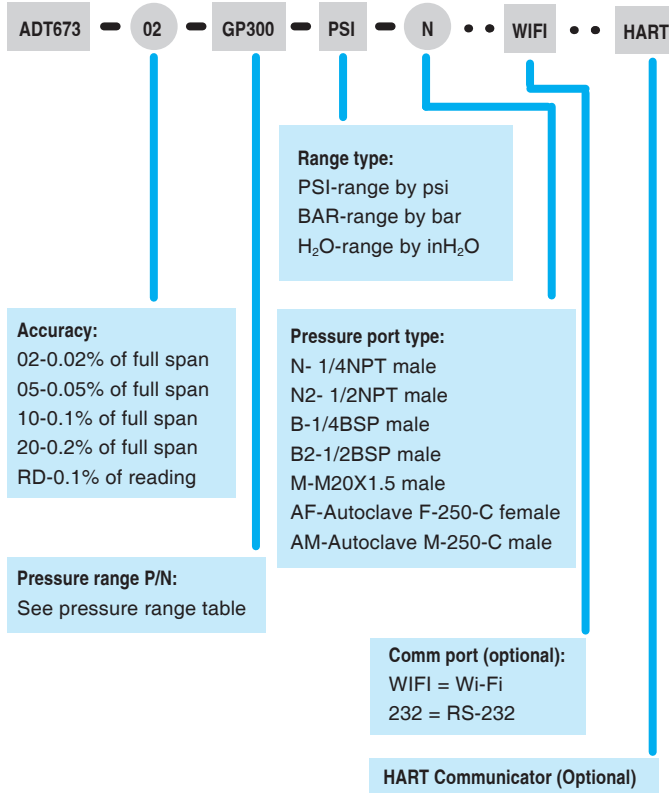 ADT673 - 02 - GP300 - PSI - N • • WIFI • • HART
Range type:
PSI-range by psi
BAR-range by bar
H₂O-range by inH₂O
Accuracy:
02-0.02% of full span
05-0.05% of full span
10-0.1% of full span
20-0.2% of full span
RD-0.1% of reading
Pressure port type:
N- 1/4NPT male
N2- 1/2NPT male
B-1/4BSP male
B2-1/2BSP male
M-M20X1.5 male
AF-Autoclave F-250-C female
AM-Autoclave M-250-C male
Pressure range P/N:
See pressure range table
Comm port (optional):
WIFI = Wi-Fi
232 = RS-232
HART Communicator (Optional)